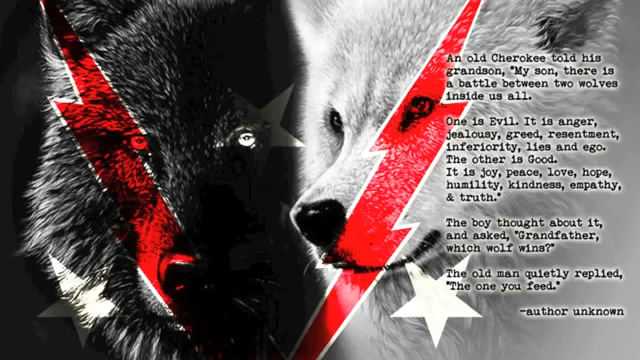 An old Cherokee told his
grandson, "My son, there is
a battle between two wolves
inside us all.
One is Evil. It is anger,
jealousy, greed, resentment,
inferiority, lies and ego.
The other is Good.
It is joy, peace, love, hope,
humility, kindness, empathy,
& truth."
The boy thought about it,
and asked, "Grandfather,
which wolf wins?"
The old man quietly replied,
"The one you feed."
-author unknown